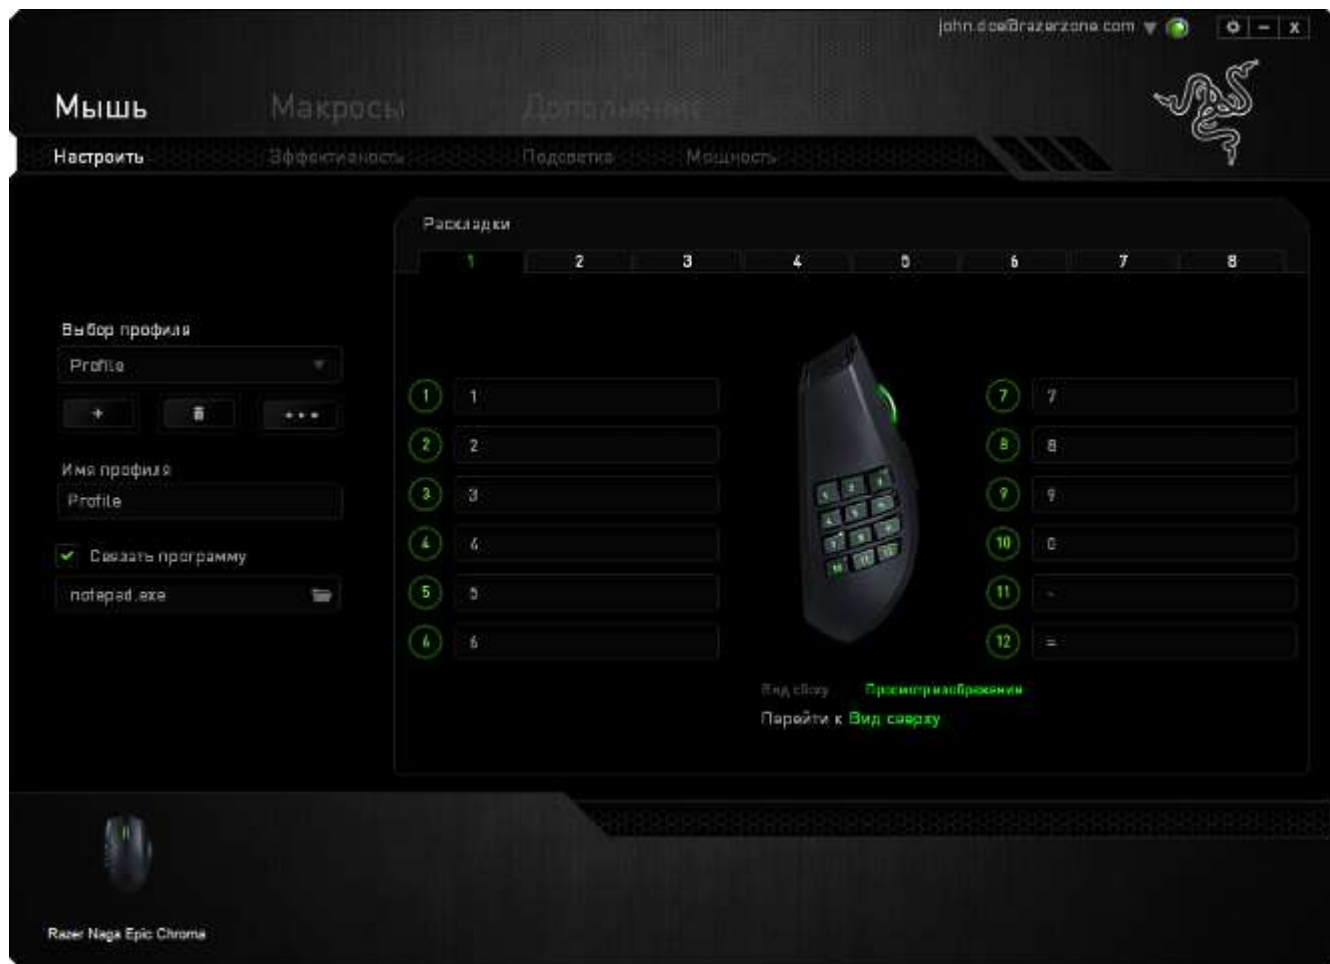 john.doe@razerzone.com
Мышь Макросы Дополнение
Настроить Эффективность Подсветка Мощность
Раскладки
1 2 3 4 5 6 7 8
Выбор профиля
Profile
Имя профиля
Profile
Связать программу
notepad.exe
1 1
2 2
3 3
4 4
5 5
6 6
7 7
8 8
9 9
10 0
11 -
12 =
Вид сбоку Просмотр изображения
Перейти к Вид сверху
Razer Naga Epic Chroma